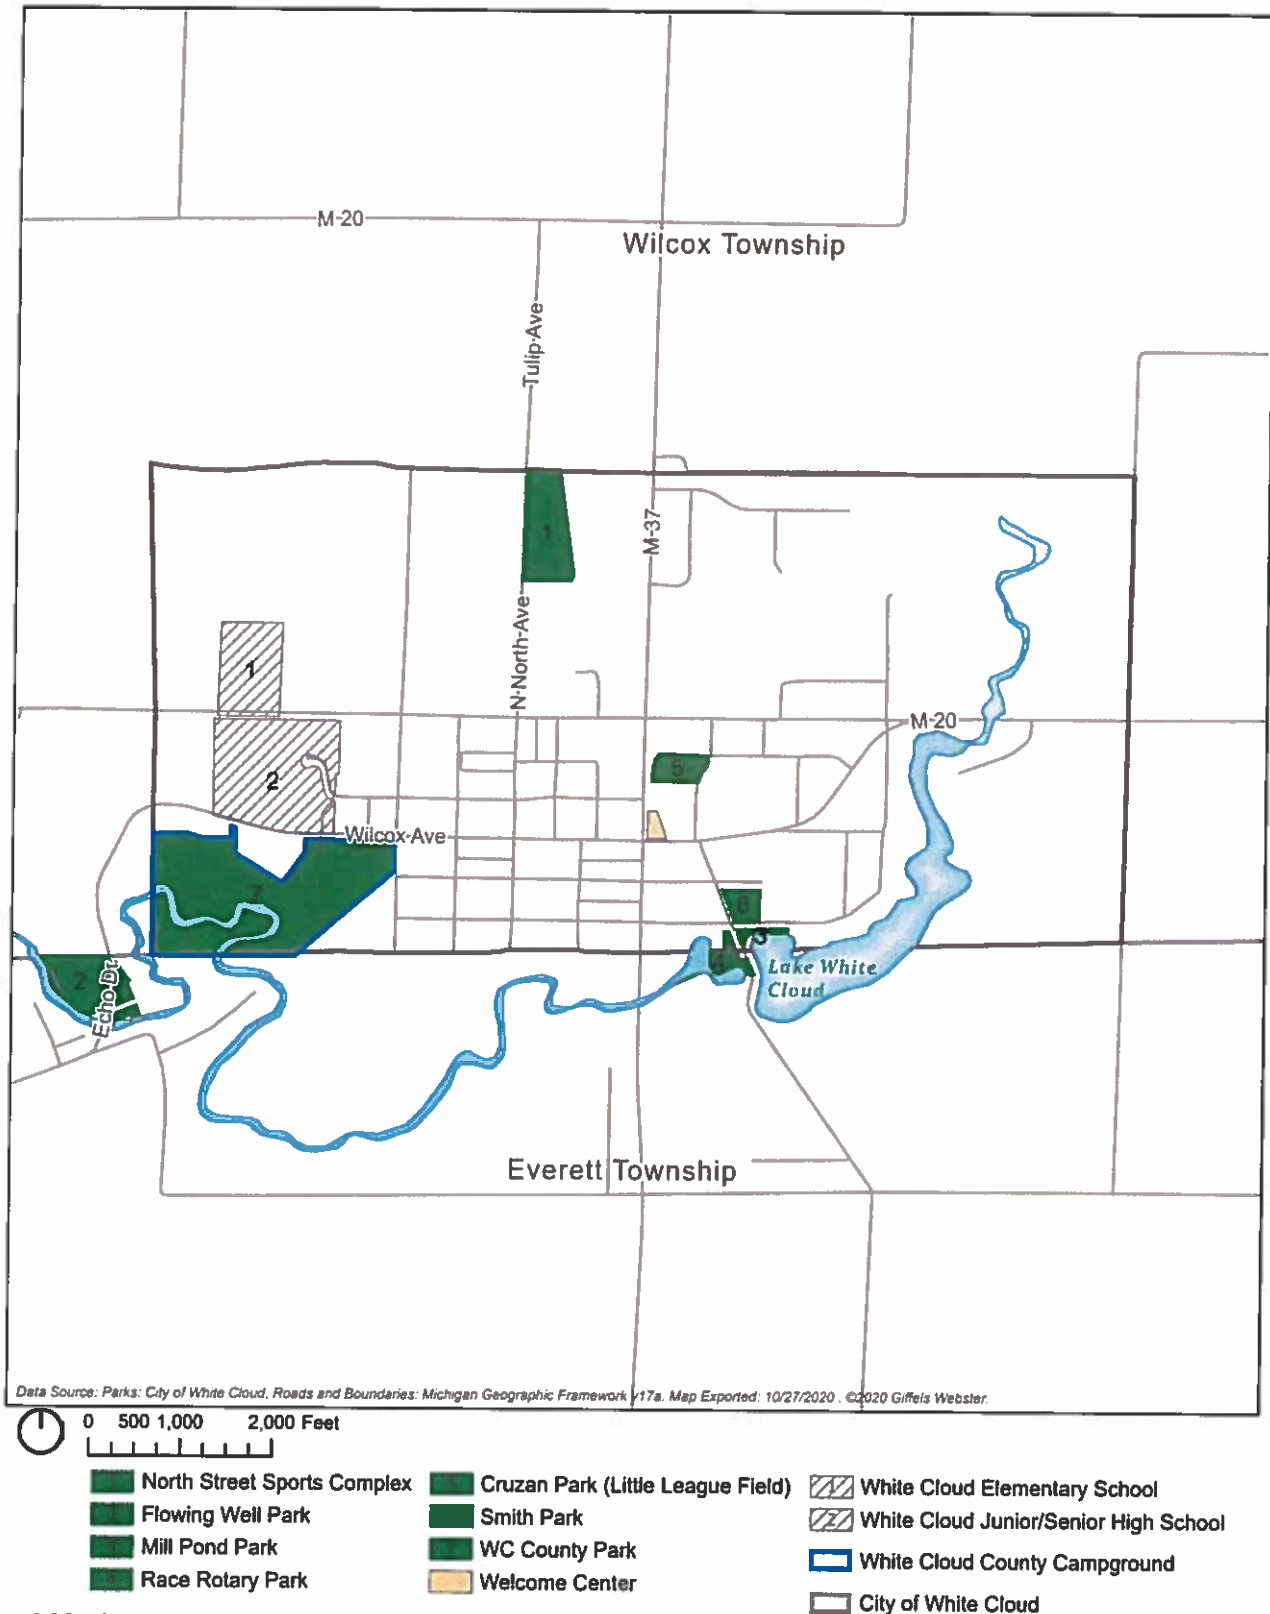 M-20
Wilcox Township
Tulip Ave
1
M-37
N North Ave
1
M-20
5
2
Wilcox Ave
7
6
3
Lake White
Cloud
2
4
Echo Dr
Everett Township
Data Source: Parks: City of White Cloud, Roads and Boundaries: Michigan Geographic Framework v17a. Map Exported: 10/27/2020 . ©2020 Giffels Webster.
0 500 1,000 2,000 Feet
North Street Sports Complex
Flowing Well Park
Mill Pond Park
Race Rotary Park
Cruzan Park (Little League Field)
Smith Park
WC County Park
Welcome Center
1 White Cloud Elementary School
2 White Cloud Junior/Senior High School
White Cloud County Campground
City of White Cloud